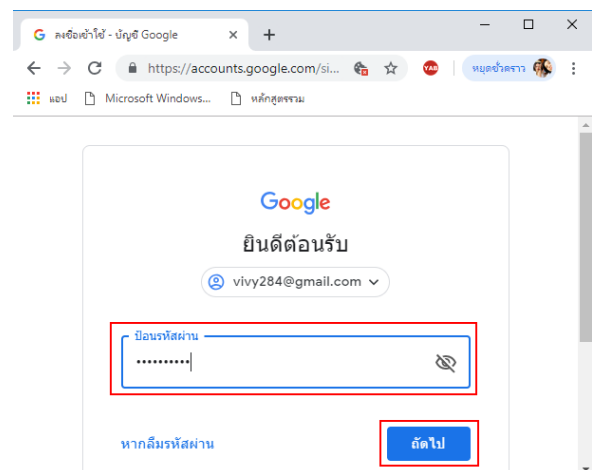 ลงชื่อเข้าใช้ - บัญชี Google
https://accounts.google.com/si...
YAB
หยุดชั่วคราว
แอป
Microsoft Windows...
หลักสูตรรวม
Google
ยินดีต้อนรับ
vivy284@gmail.com
ป้อนรหัสผ่าน
••••••••••
หากลืมรหัสผ่าน
ถัดไป